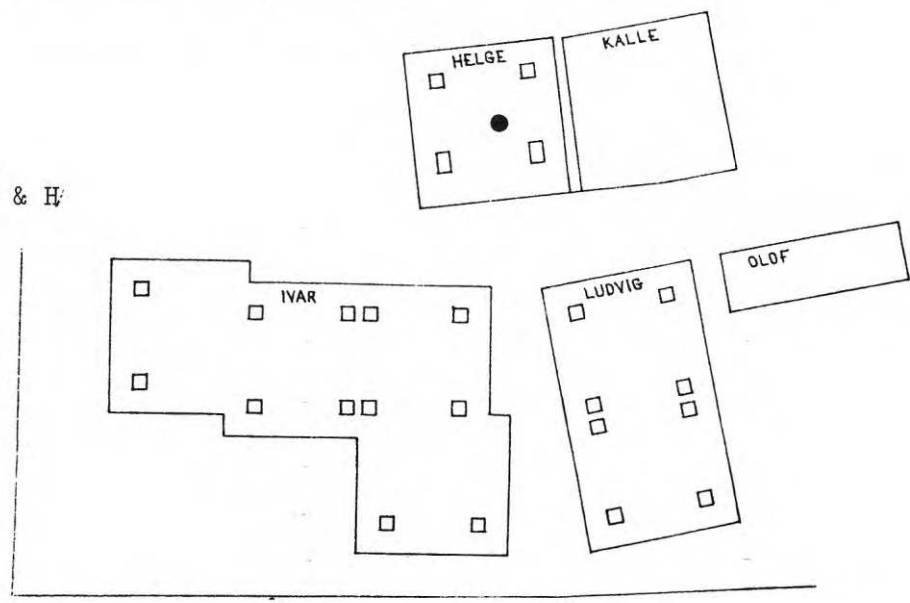 HELGE
KALLE
& H
OLOF
IVAR
LUDVIG